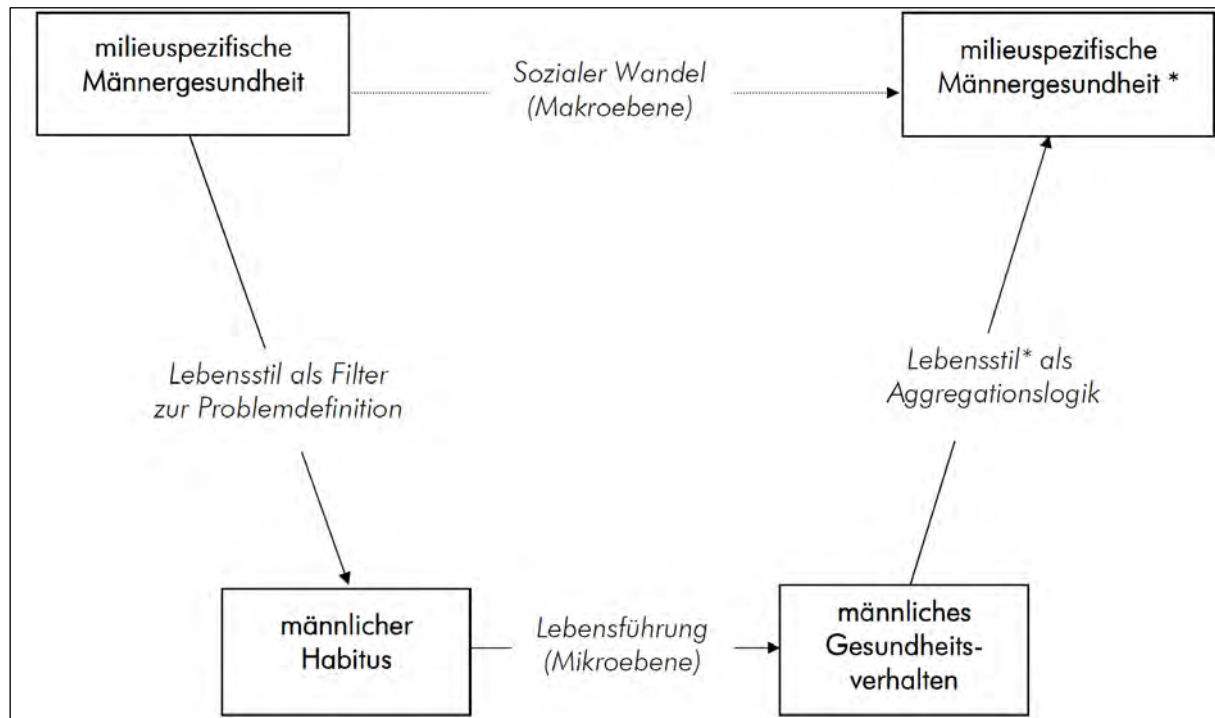 milieuspezifische
Männergesundheit
Sozialer Wandel
(Makroebene)
milieuspezifische
Männergesundheit *
Lebensstil als Filter
zur Problemdefinition
Lebensstil* als
Aggregationslogik
männlicher
Habitus
Lebensführung
(Mikroebene)
männliches
Gesundheits-
verhalten